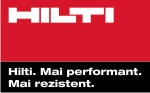 HILTI
Hilti. Mai performant.
Mai rezistent.